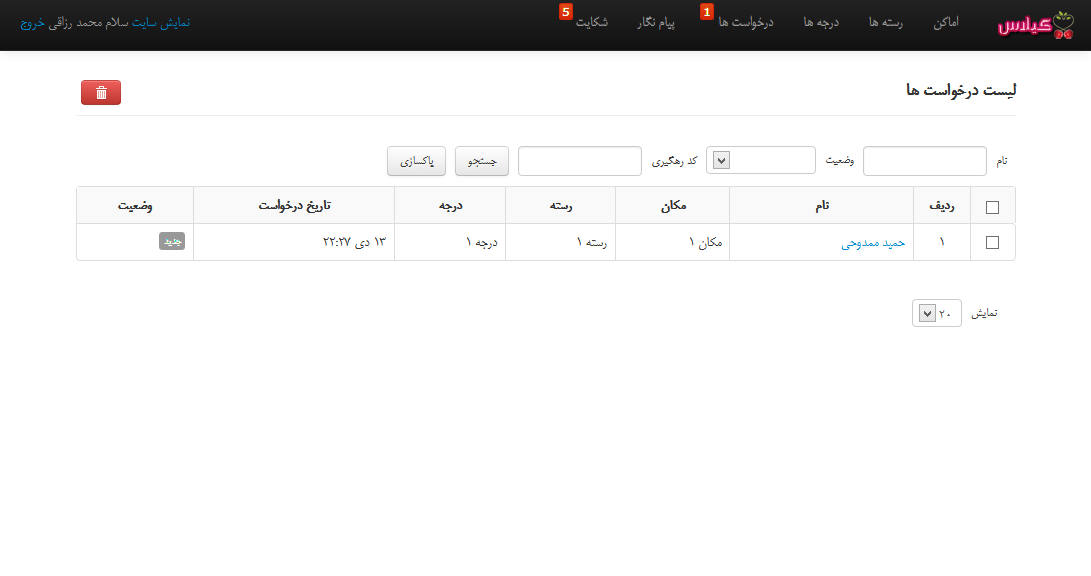 گیلاس اماکن رسته ها درجه ها درخواست ها 1 پیام نگار شکایت 5 نمایش سایت سلام محمد رزاقی خروج
لیست درخواست ها
نام وضعیت کد رهگیری جستجو پاکسازی
ردیف نام مکان رسته درجه تاریخ درخواست وضعیت
۱ حمید ممدوحی مکان ۱ رسته ۱ درجه ۱ ۱۳ دی ۲۲:۲۷ جدید
نمایش ۲۰